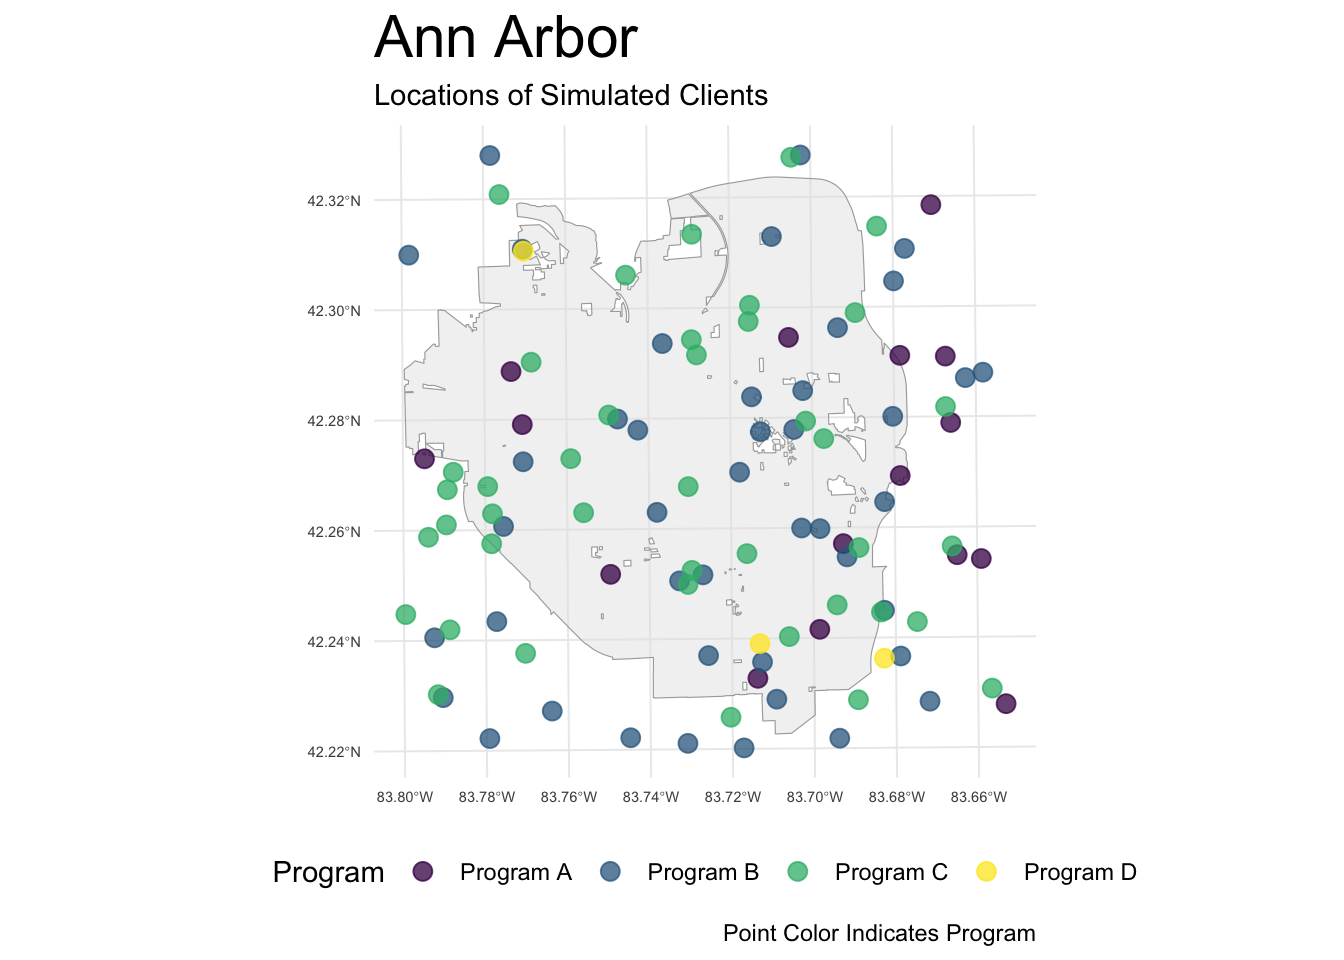 Ann Arbor
Locations of Simulated Clients
42.32°N
42.30°N
42.28°N
42.26°N
42.24°N
42.22°N
83.80°W 83.78°W 83.76°W 83.74°W 83.72°W 83.70°W 83.68°W 83.66°W
Program Program A Program B Program C Program D
Point Color Indicates Program